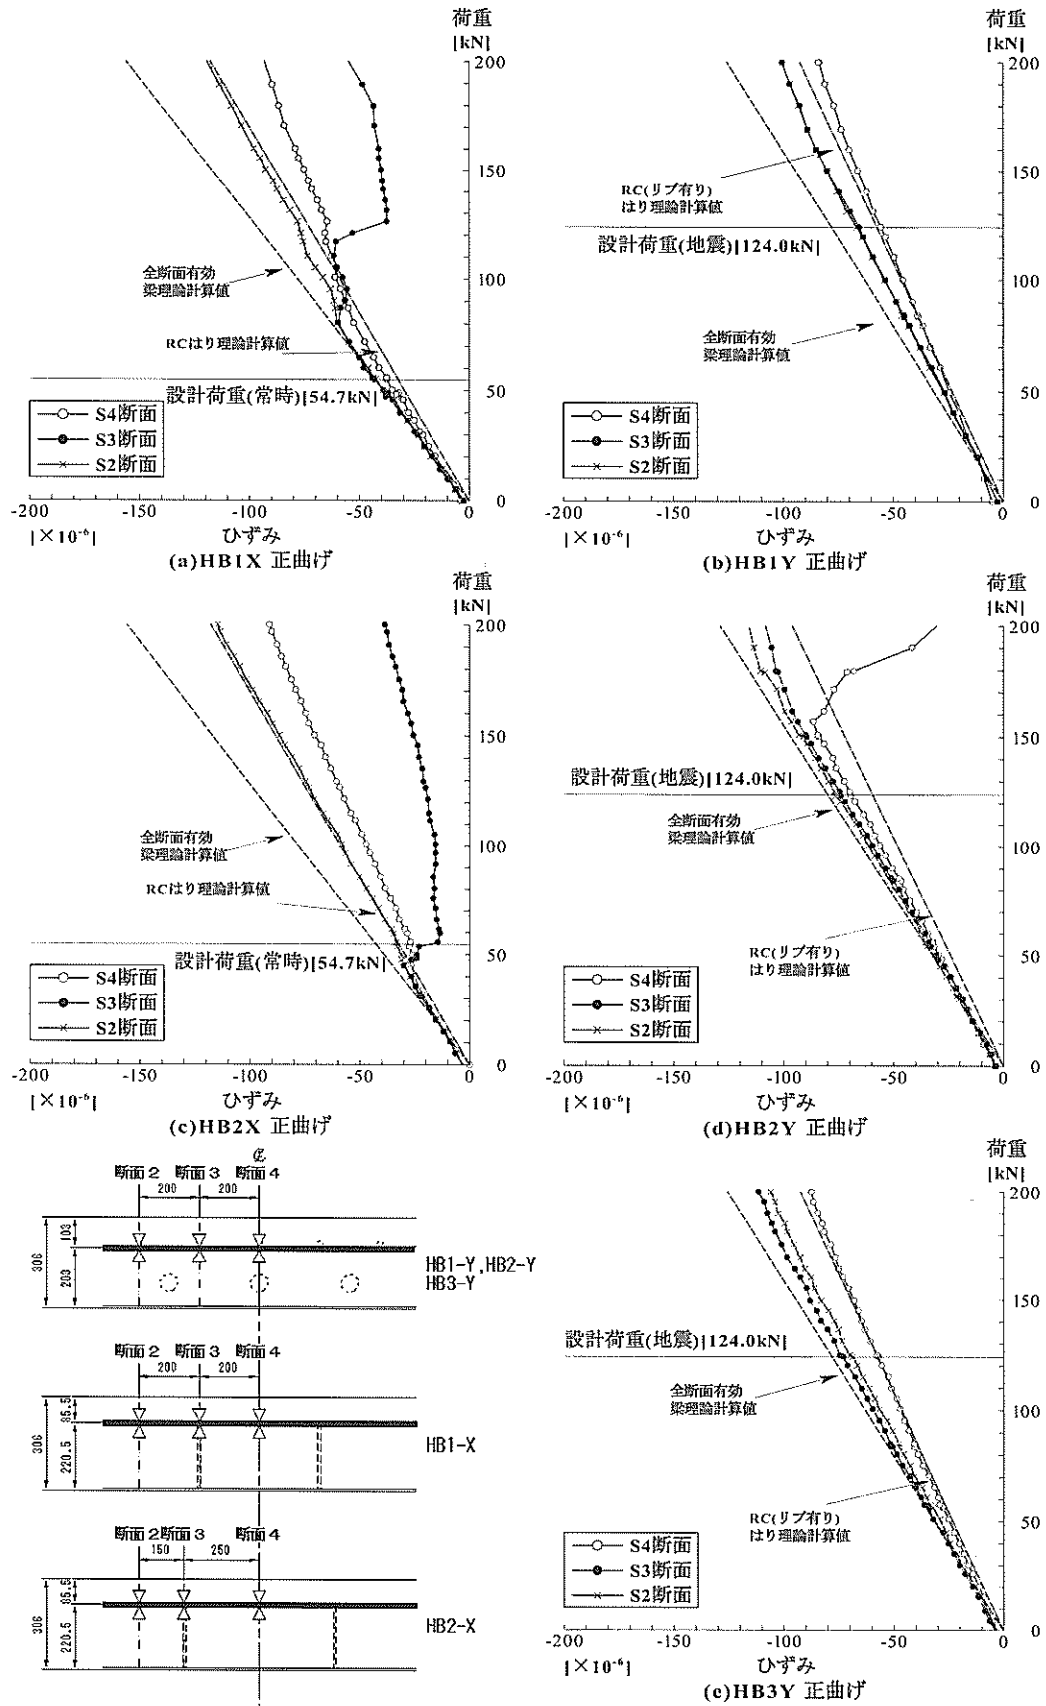 荷重
[kN]
200
150
100
50
0
全断面有効
梁理論計算値
RCはり理論計算値
設計荷重(常時)[54.7kN]
S4断面
S3断面
S2断面
-200 -150 -100 -50 -0
[×10⁻⁶] ひずみ
(a)HB1X 正曲げ
荷重
[kN]
200
150
100
50
0
RC(リブ有り)
はり理論計算値
設計荷重(地震)[124.0kN]
全断面有効
梁理論計算値
S4断面
S3断面
S2断面
-200 -150 -100 -50 -0
[×10⁻⁶] ひずみ
(b)HB1Y 正曲げ
荷重
[kN]
200
150
100
50
0
全断面有効
梁理論計算値
RCはり理論計算値
設計荷重(常時)[54.7kN]
S4断面
S3断面
S2断面
-200 -150 -100 -50 -0
[×10⁻⁶] ひずみ
(c)HB2X 正曲げ
荷重
[kN]
200
150
100
50
0
設計荷重(地震)[124.0kN]
全断面有効
梁理論計算値
RC(リブ有り)
はり理論計算値
S4断面
S3断面
S2断面
-200 -150 -100 -50 -0
[×10⁻⁶] ひずみ
(d)HB2Y 正曲げ
℄
断面2 断面3 断面4
200 200
306
103
203
HB1-Y,HB2-Y
HB3-Y
断面2 断面3 断面4
200 200
306
85.5
220.5
HB1-X
断面2 断面3 断面4
150 250
306
85.5
220.5
HB2-X
荷重
[kN]
200
150
100
50
0
設計荷重(地震)[124.0kN]
全断面有効
梁理論計算値
RC(リブ有り)
はり理論計算値
S4断面
S3断面
S2断面
-200 -150 -100 -50 -0
[×10⁻⁶] ひずみ
(e)HB3Y 正曲げ